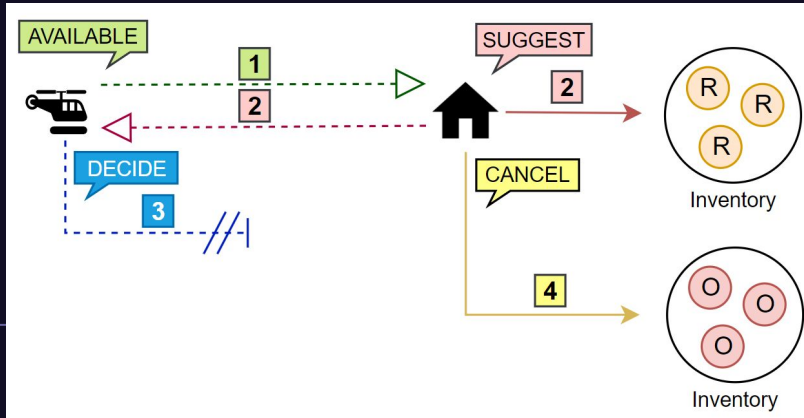 AVAILABLE
1
SUGGEST
2
2
R
R
R
DECIDE
CANCEL
3
Inventory
4
O
O
O
Inventory